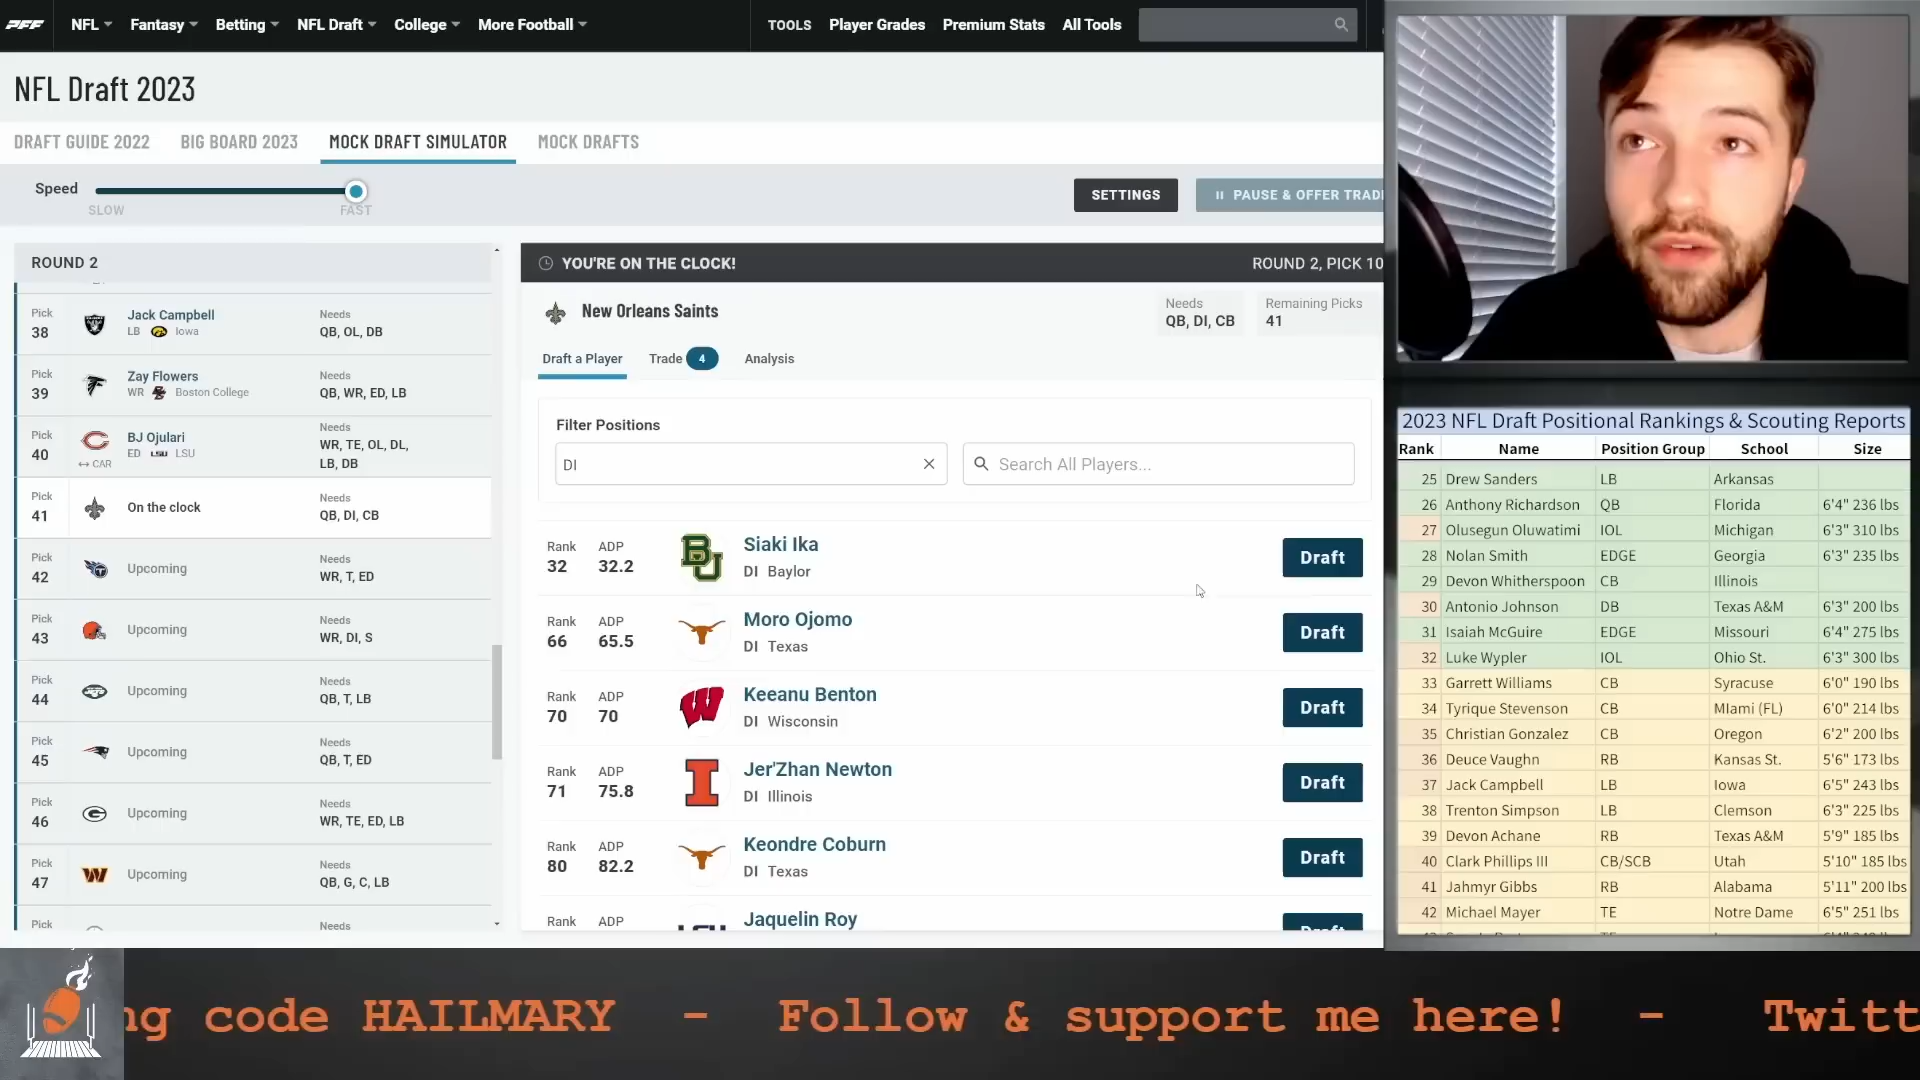 PFF NFL Fantasy Betting NFL Draft College More Football TOOLS Player Grades Premium Stats All Tools
NFL Draft 2023
DRAFT GUIDE 2022 BIG BOARD 2023 MOCK DRAFT SIMULATOR MOCK DRAFTS
Speed
SLOW FAST
SETTINGS
PAUSE & OFFER TRAD
ROUND 2
Pick 38 Jack Campbell LB Iowa Needs QB, OL, DB
Pick 39 Zay Flowers WR Boston College Needs QB, WR, ED, LB
Pick 40 CAR BJ Ojulari ED LSU Needs WR, TE, OL, DL, LB, DB
Pick 41 On the clock Needs QB, DI, CB
Pick 42 Upcoming Needs WR, T, ED
Pick 43 Upcoming Needs WR, DI, S
Pick 44 Upcoming Needs QB, T, LB
Pick 45 Upcoming Needs QB, T, ED
Pick 46 Upcoming Needs WR, TE, ED, LB
Pick 47 Upcoming Needs QB, G, C, LB
Pick Needs
YOU'RE ON THE CLOCK! ROUND 2, PICK 10
New Orleans Saints
Needs QB, DI, CB
Remaining Picks 41
Draft a Player Trade 4 Analysis
Filter Positions
DI
Search All Players...
Rank 32 ADP 32.2 Siaki Ika DI Baylor Draft
Rank 66 ADP 65.5 Moro Ojomo DI Texas Draft
Rank 70 ADP 70 Keeanu Benton DI Wisconsin Draft
Rank 71 ADP 75.8 Jer'Zhan Newton DI Illinois Draft
Rank 80 ADP 82.2 Keondre Coburn DI Texas Draft
Rank ADP Jaquelin Roy Draft
2023 NFL Draft Positional Rankings & Scouting Reports
Rank Name Position Group School Size
25 Drew Sanders LB Arkansas
26 Anthony Richardson QB Florida 6'4" 236 lbs
27 Olusegun Oluwatimi IOL Michigan 6'3" 310 lbs
28 Nolan Smith EDGE Georgia 6'3" 235 lbs
29 Devon Whitherspoon CB Illinois
30 Antonio Johnson DB Texas A&M 6'3" 200 lbs
31 Isaiah McGuire EDGE Missouri 6'4" 275 lbs
32 Luke Wypler IOL Ohio St. 6'3" 300 lbs
33 Garrett Williams CB Syracuse 6'0" 190 lbs
34 Tyrique Stevenson CB MIami (FL) 6'0" 214 lbs
35 Christian Gonzalez CB Oregon 6'2" 200 lbs
36 Deuce Vaughn RB Kansas St. 5'6" 173 lbs
37 Jack Campbell LB Iowa 6'5" 243 lbs
38 Trenton Simpson LB Clemson 6'3" 225 lbs
39 Devon Achane RB Texas A&M 5'9" 185 lbs
40 Clark Phillips III CB/SCB Utah 5'10" 185 lbs
41 Jahmyr Gibbs RB Alabama 5'11" 200 lbs
42 Michael Mayer TE Notre Dame 6'5" 251 lbs
ng code HAILMARY - Follow & support me here! - Twitt